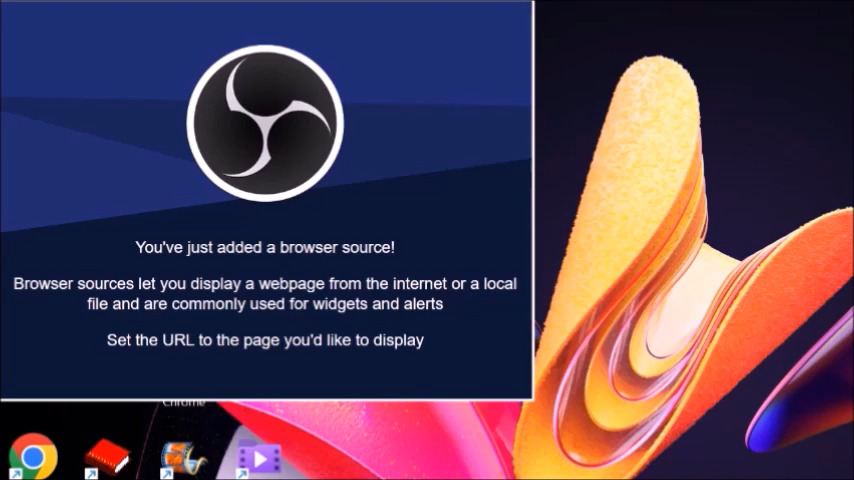 You've just added a browser source!
Browser sources let you display a webpage from the internet or a local
file and are commonly used for widgets and alerts
Set the URL to the page you'd like to display
Chrome